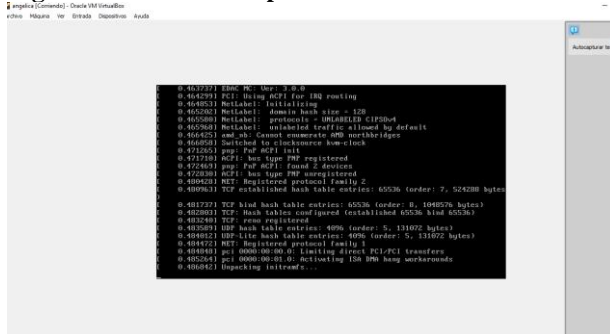 angelica [Corriendo] - Oracle VM VirtualBox
Archivo Máquina Ver Entrada Dispositivos Ayuda
Autocapturar
[ 0.463737] EDAC MC: Ver: 3.0.0
[ 0.464299] PCI: Using ACPI for IRQ routing
[ 0.464853] NetLabel: Initializing
[ 0.465202] NetLabel:  domain hash size = 128
[ 0.465580] NetLabel:  protocols = UNLABELED CIPSOv4
[ 0.465968] NetLabel:  unlabeled traffic allowed by default
[ 0.466425] amd_nb: Cannot enumerate AMD northbridges
[ 0.466858] Switched to clocksource kvm-clock
[ 0.471265] pnp: PnP ACPI init
[ 0.471710] ACPI: bus type PNP registered
[ 0.472469] pnp: PnP ACPI: found 2 devices
[ 0.472830] ACPI: bus type PNP unregistered
[ 0.480428] NET: Registered protocol family 2
[ 0.480963] TCP established hash table entries: 65536 (order: 7, 524288 bytes
)
[ 0.481737] TCP bind hash table entries: 65536 (order: 8, 1048576 bytes)
[ 0.482803] TCP: Hash tables configured (established 65536 bind 65536)
[ 0.483240] TCP: reno registered
[ 0.483589] UDP hash table entries: 4096 (order: 5, 131072 bytes)
[ 0.484012] UDP-Lite hash table entries: 4096 (order: 5, 131072 bytes)
[ 0.484472] NET: Registered protocol family 1
[ 0.484848] pci 0000:00:00.0: Limiting direct PCI/PCI transfers
[ 0.485264] pci 0000:00:01.0: Activating ISA DMA hang workarounds
[ 0.486842] Unpacking initramfs...